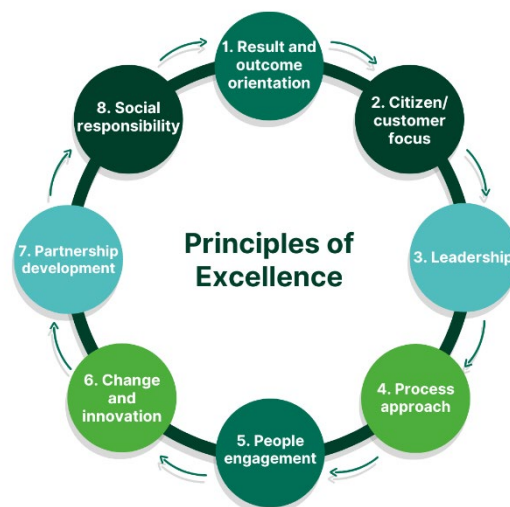 Principles of
Excellence
1. Result and
outcome
orientation
2. Citizen/
customer
focus
3. Leadership
4. Process
approach
5. People
engagement
6. Change
and
innovation
7. Partnership
development
8. Social
responsibility